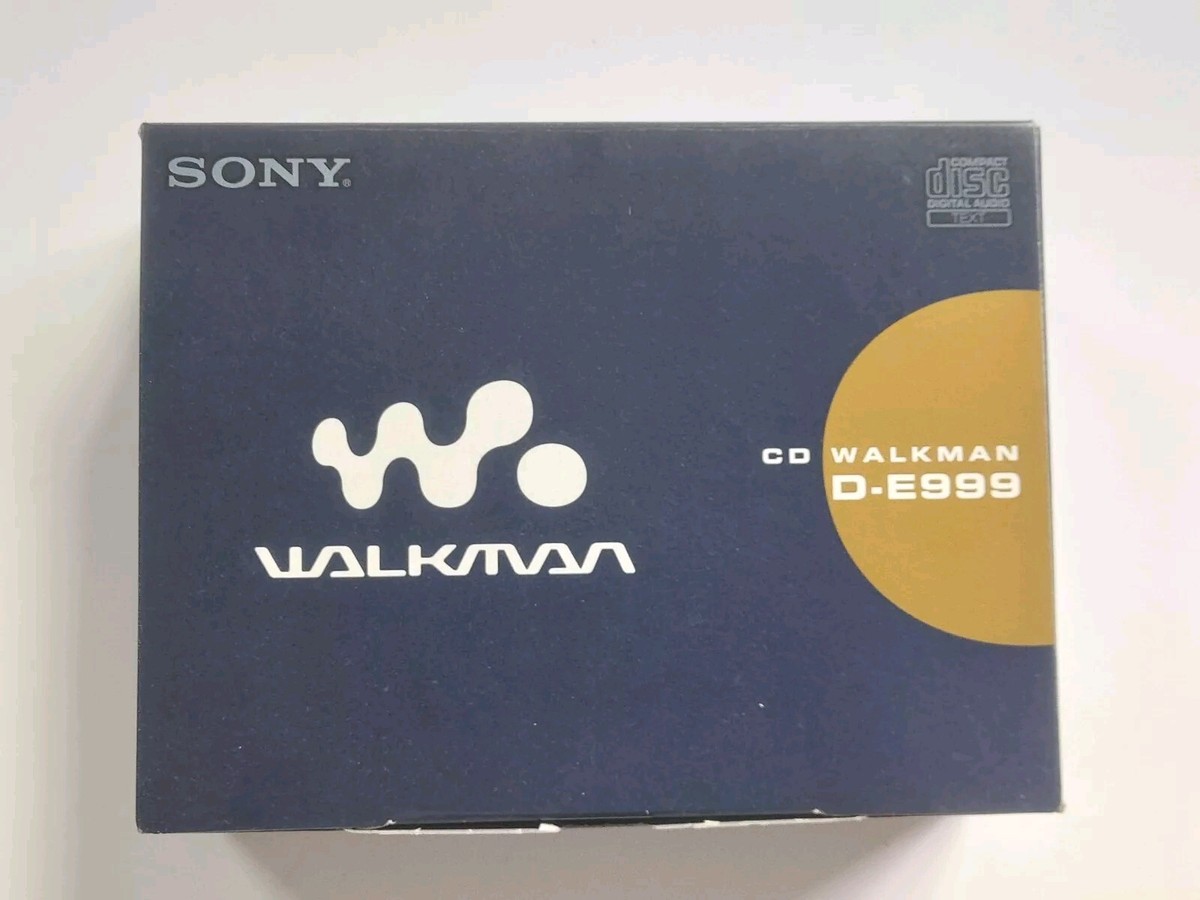 SONY®
COMPACT
disc
DIGITAL AUDIO
TEXT
CD WALKMAN
D-E999
WALKMAN